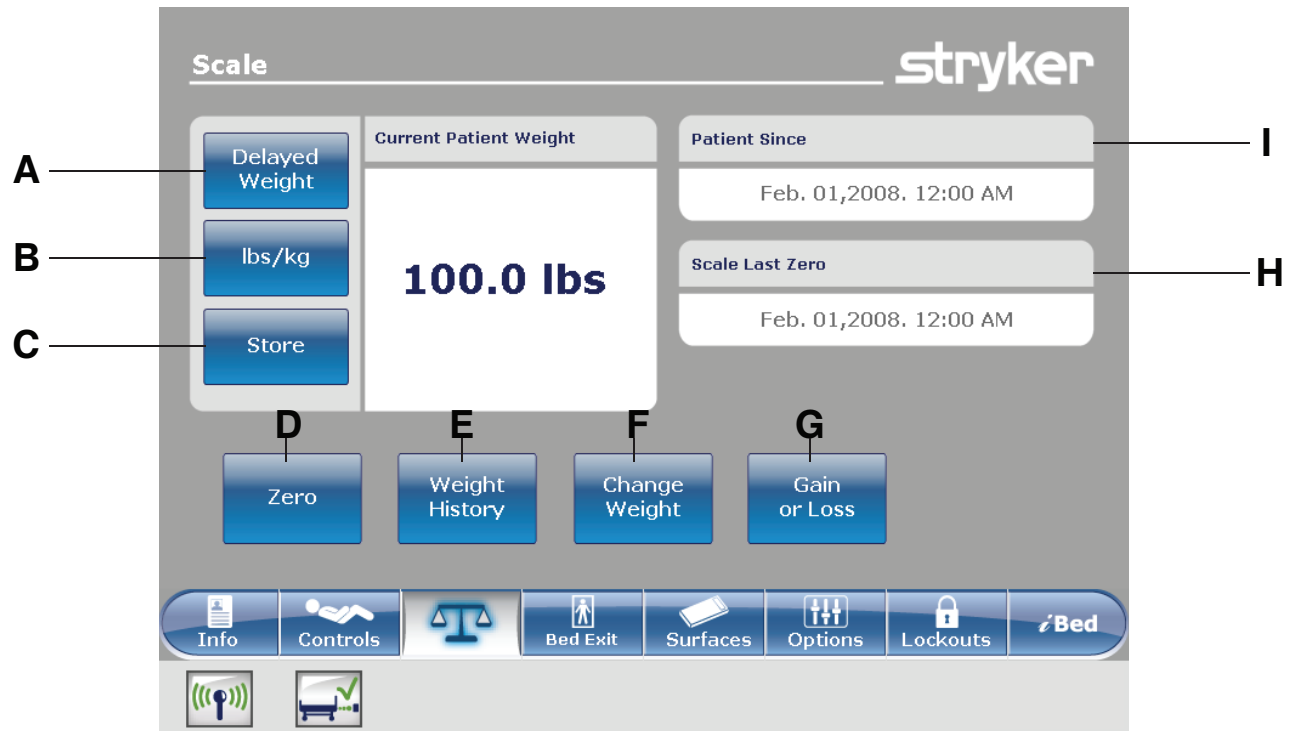 Scale
stryker
A
Delayed
Weight
B
lbs/kg
C
Store
Current Patient Weight
100.0 lbs
Patient Since
I
Feb. 01,2008. 12:00 AM
Scale Last Zero
H
Feb. 01,2008. 12:00 AM
D
E
F
G
Zero
Weight
History
Change
Weight
Gain
or Loss
Info
Controls
Bed Exit
Surfaces
Options
Lockouts
iBed